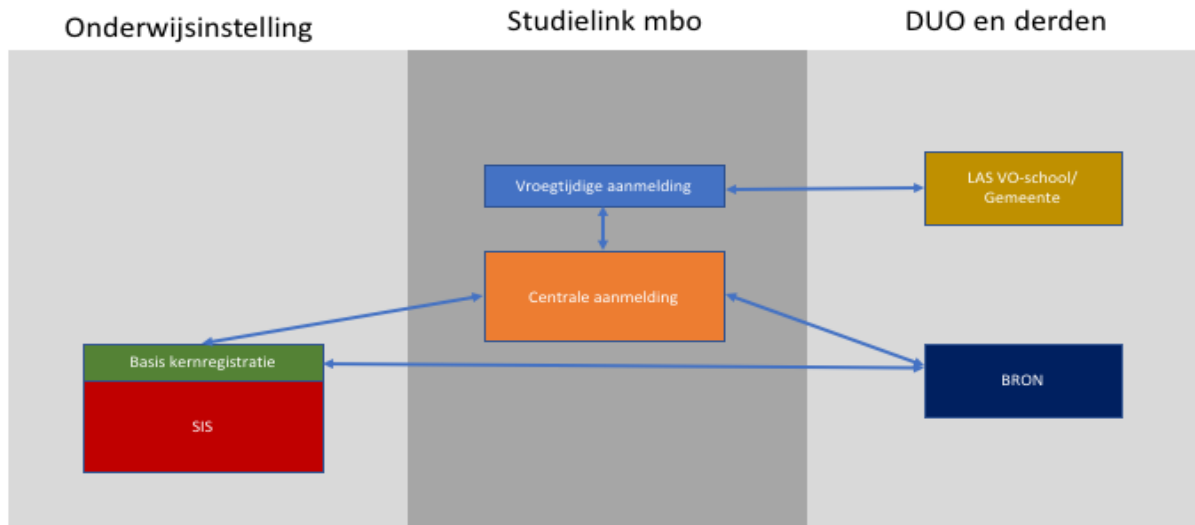 Onderwijsinstelling
Studielink mbo
DUO en derden
Vroegtijdige aanmelding
LAS VO-school/
Gemeente
Centrale aanmelding
Basis kernregistratie
BRON
SIS